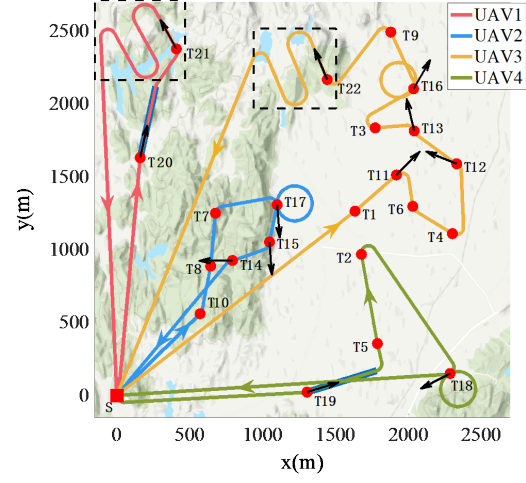 2500
2000
1500
1000
500
0
y(m)
0
500
1000
1500
2000
2500
x(m)
UAV1
UAV2
UAV3
UAV4
T21
T22
T9
T16
T3
T13
T20
T11
T12
T7
T17
T1
T6
T4
T15
T14
T8
T2
T10
T5
T18
T19
S